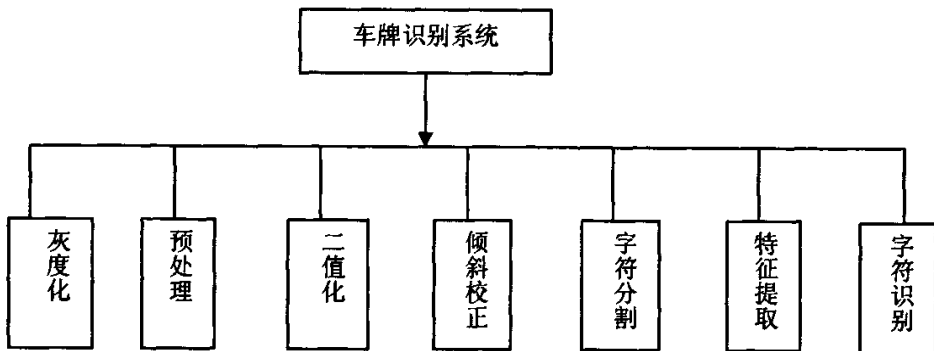 车牌识别系统
灰度化
预处理
二值化
倾斜校正
字符分割
特征提取
字符识别